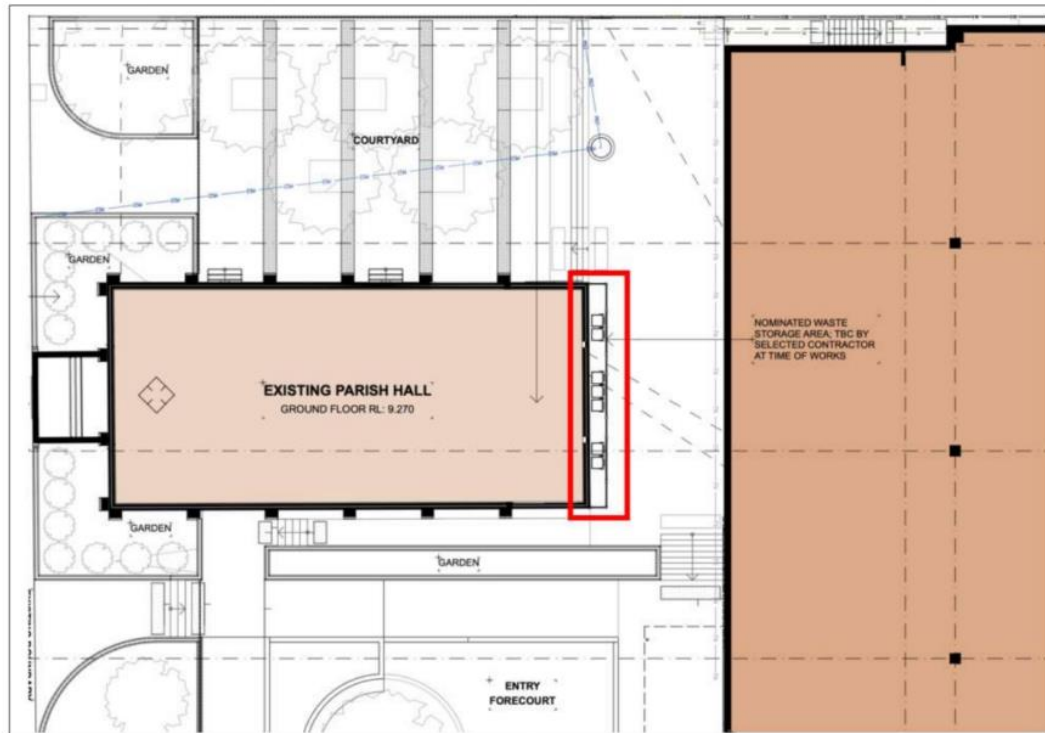 GARDEN
COURTYARD
GARDEN
NOMINATED WASTE
STORAGE AREA; TBC BY
SELECTED CONTRACTOR
AT TIME OF WORKS
EXISTING PARISH HALL
GROUND FLOOR RL: 9.270
GARDEN
GARDEN
ENTRY
FORECOURT